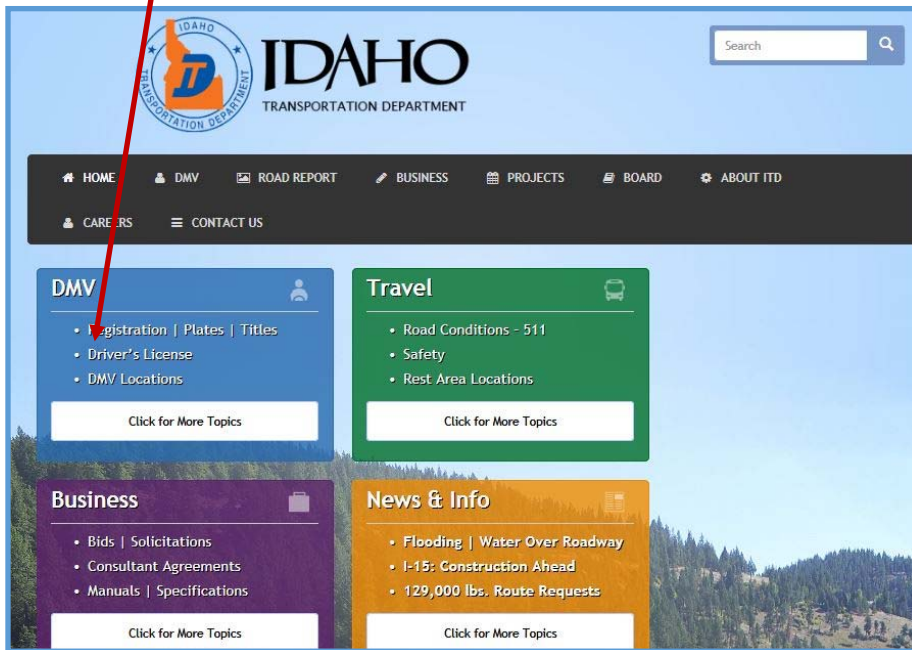 IDAHO
TRANSPORTATION DEPARTMENT
IDAHO
TRANSPORTATION DEPARTMENT
Search
HOME DMV ROAD REPORT BUSINESS PROJECTS BOARD ABOUT ITD
CAREERS CONTACT US
DMV
• Registration | Plates | Titles
• Driver's License
• DMV Locations
Click for More Topics
Travel
• Road Conditions - 511
• Safety
• Rest Area Locations
Click for More Topics
Business
• Bids | Solicitations
• Consultant Agreements
• Manuals | Specifications
Click for More Topics
News & Info
• Flooding | Water Over Roadway
• I-15: Construction Ahead
• 129,000 lbs. Route Requests
Click for More Topics